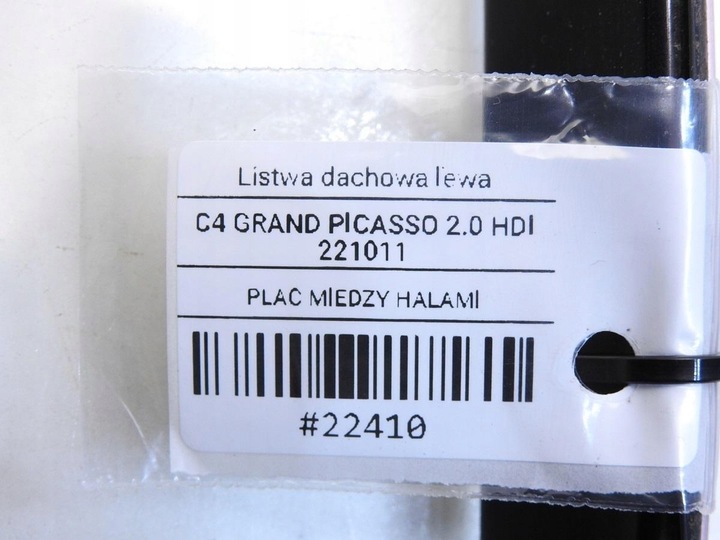 Listwa dachowa lewa
C4 GRAND PICASSO 2.0 HDI
221011
PLAC MIEDZY HALAMI
#22410